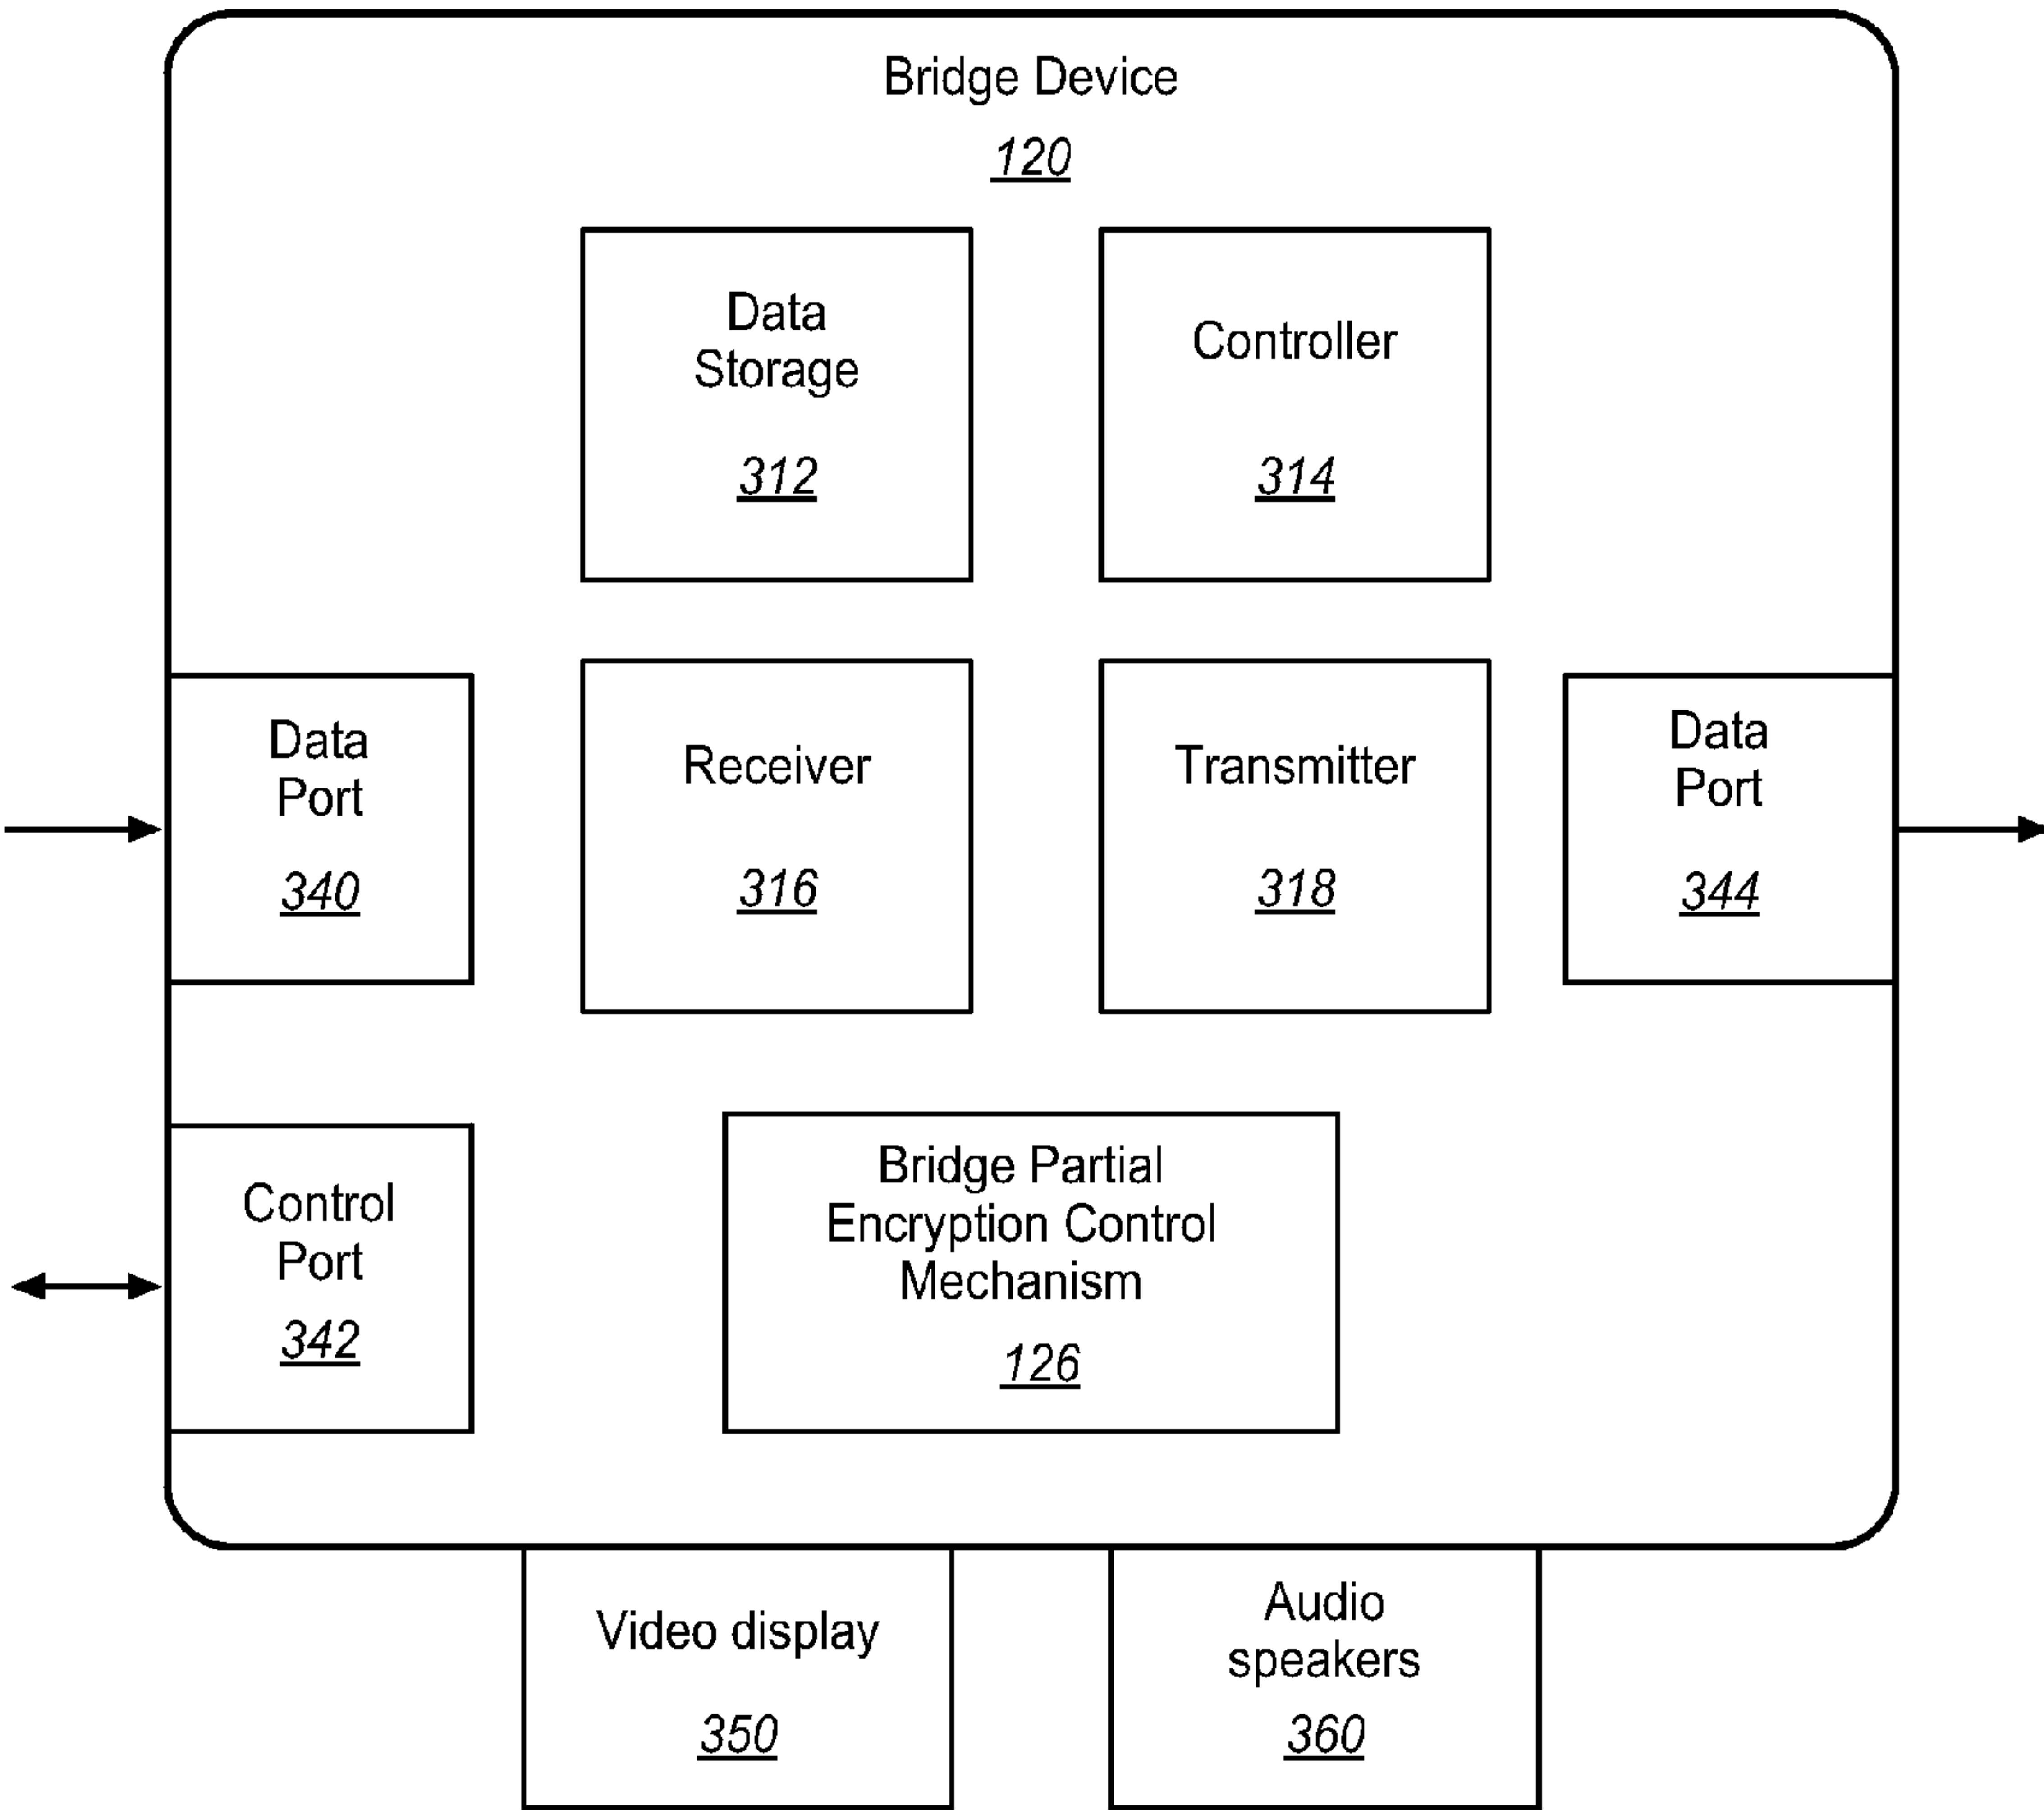 Bridge Device
120
Data
Storage
312
Controller
314
Data
Port
340
Receiver
316
Transmitter
318
Data
Port
344
Control
Port
342
Bridge Partial
Encryption Control
Mechanism
126
Video display
350
Audio
speakers
360